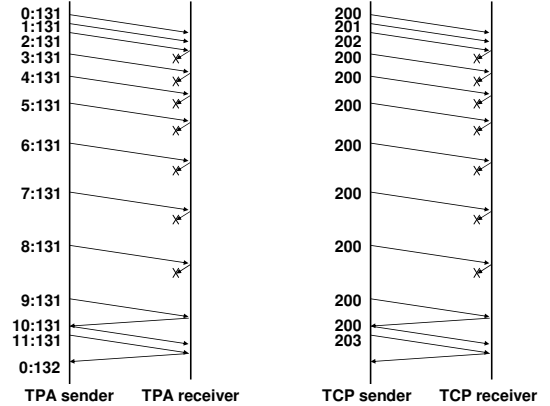 0:131
1:131
2:131
3:131
4:131
5:131
6:131
7:131
8:131
9:131
10:131
11:131
0:132
X
X
X
X
X
X
X
TPA sender
TPA receiver
200
201
202
200
200
200
200
200
200
200
200
203
X
X
X
X
X
X
X
TCP sender
TCP receiver